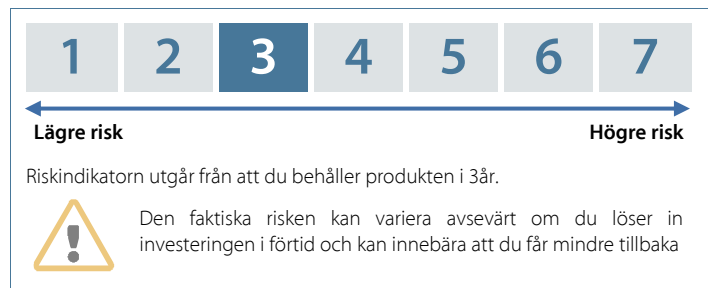 1 2 3 4 5 6 7
Lägre risk Högre risk
Riskindikatorn utgår från att du behåller produkten i 3år.
Den faktiska risken kan variera avsevärt om du löser in
investeringen i förtid och kan innebära att du får mindre tillbaka